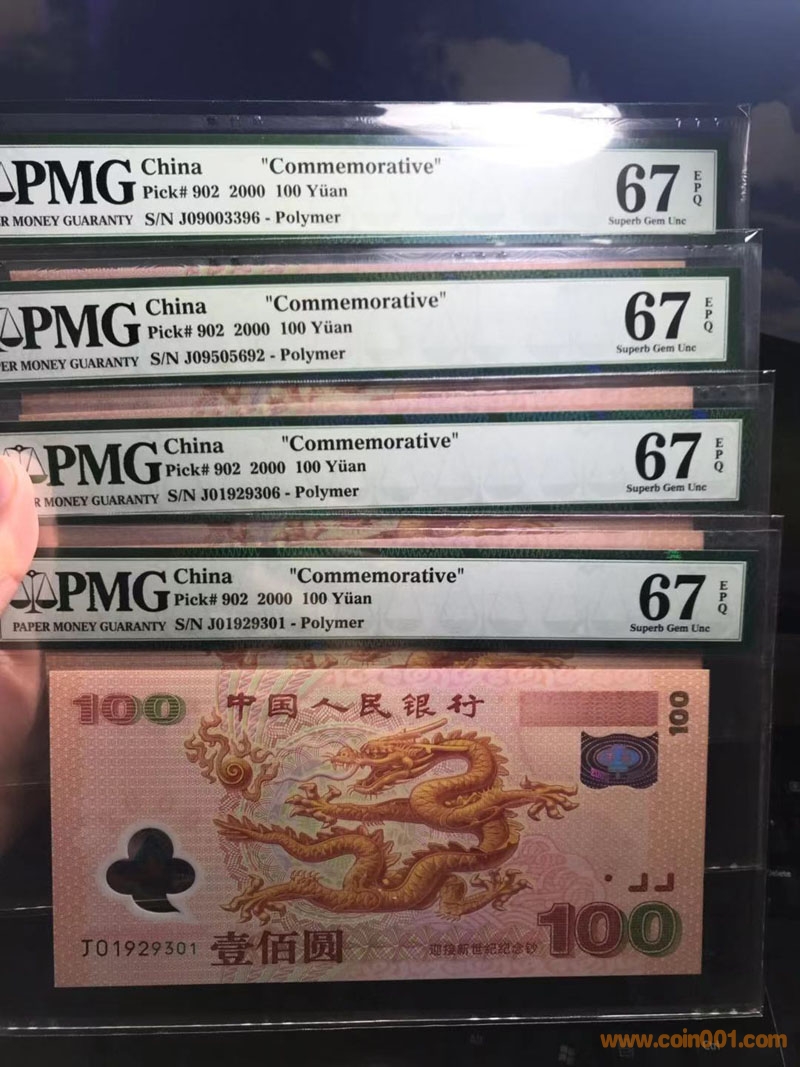 PMG China "Commemorative"
Pick# 902 2000 100 Yüan
ER MONEY GUARANTY S/N J09003396 - Polymer
67 EPQ
Superb Gem Unc
PMG China "Commemorative"
Pick# 902 2000 100 Yüan
PER MONEY GUARANTY S/N J09505692 - Polymer
67 EPQ
Superb Gem Unc
PMG China "Commemorative"
Pick# 902 2000 100 Yüan
R MONEY GUARANTY S/N J01929306 - Polymer
67 EPQ
Superb Gem Unc
PMG China "Commemorative"
Pick# 902 2000 100 Yüan
PAPER MONEY GUARANTY S/N J01929301 - Polymer
67 EPQ
Superb Gem Unc
100 中国人民银行 100
J01929301 壹佰圆 迎接新世纪纪念钞 100
www.coin001.com